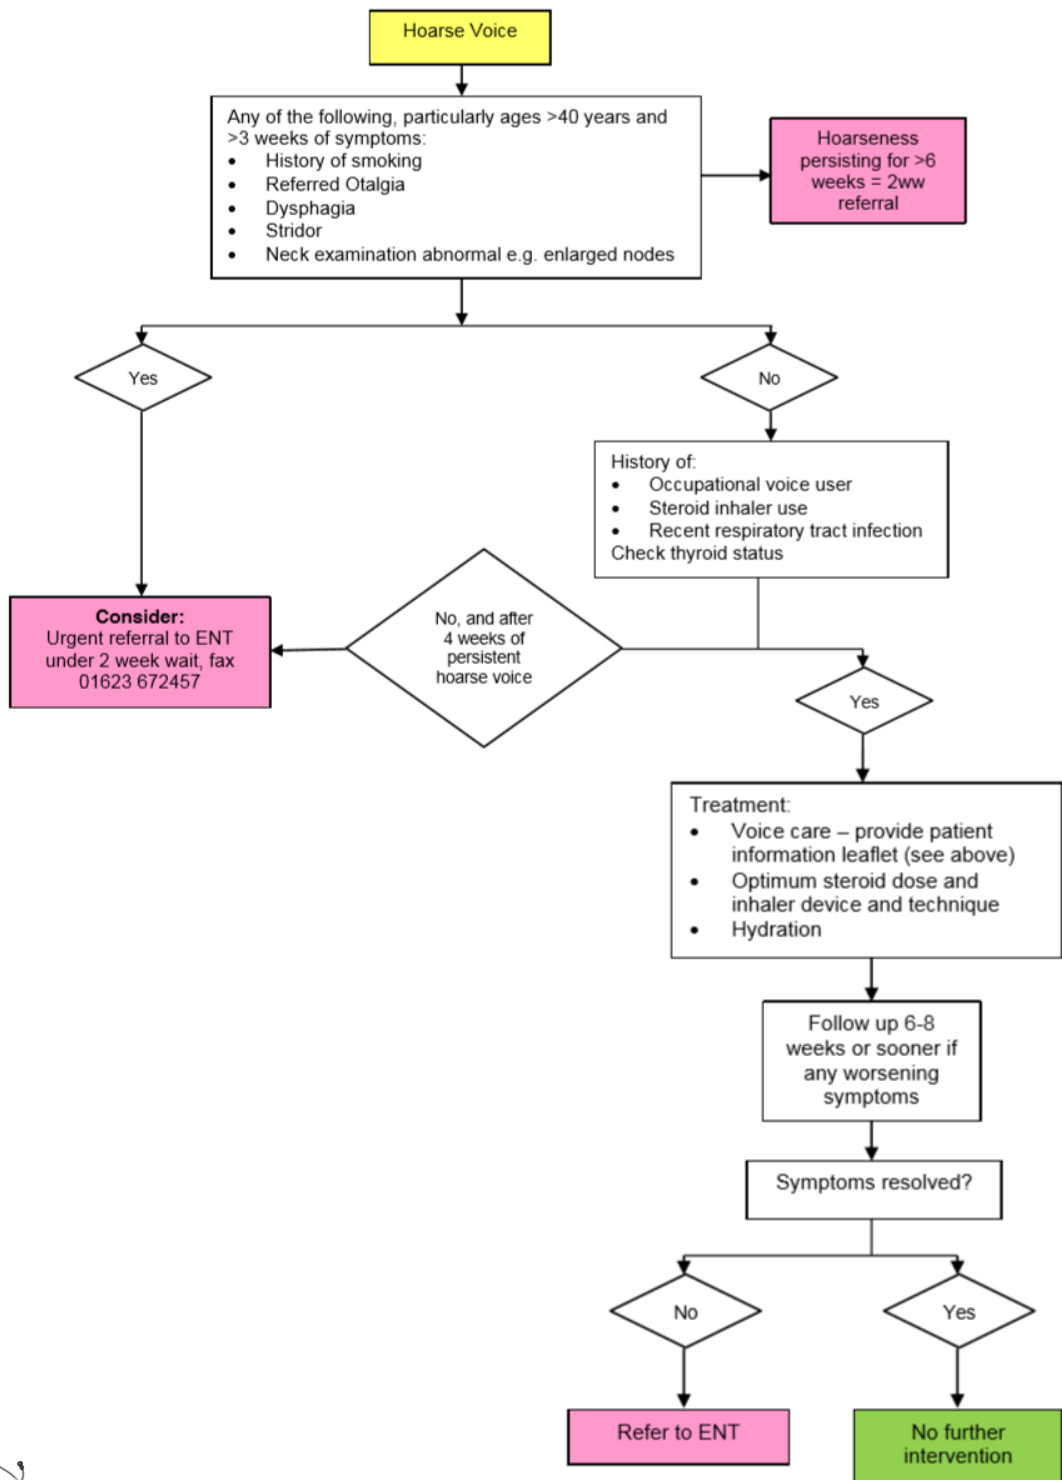 Hoarse Voice
Any of the following, particularly ages >40 years and
>3 weeks of symptoms:
• History of smoking
• Referred Otalgia
• Dysphagia
• Stridor
• Neck examination abnormal e.g. enlarged nodes
Hoarseness
persisting for >6
weeks = 2ww
referral
Yes
No
History of:
• Occupational voice user
• Steroid inhaler use
• Recent respiratory tract infection
Check thyroid status
Consider:
Urgent referral to ENT
under 2 week wait, fax
01623 672457
No, and after
4 weeks of
persistent
hoarse voice
Yes
Treatment:
• Voice care – provide patient
information leaflet (see above)
• Optimum steroid dose and
inhaler device and technique
• Hydration
Follow up 6-8
weeks or sooner if
any worsening
symptoms
Symptoms resolved?
No
Yes
Refer to ENT
No further
intervention